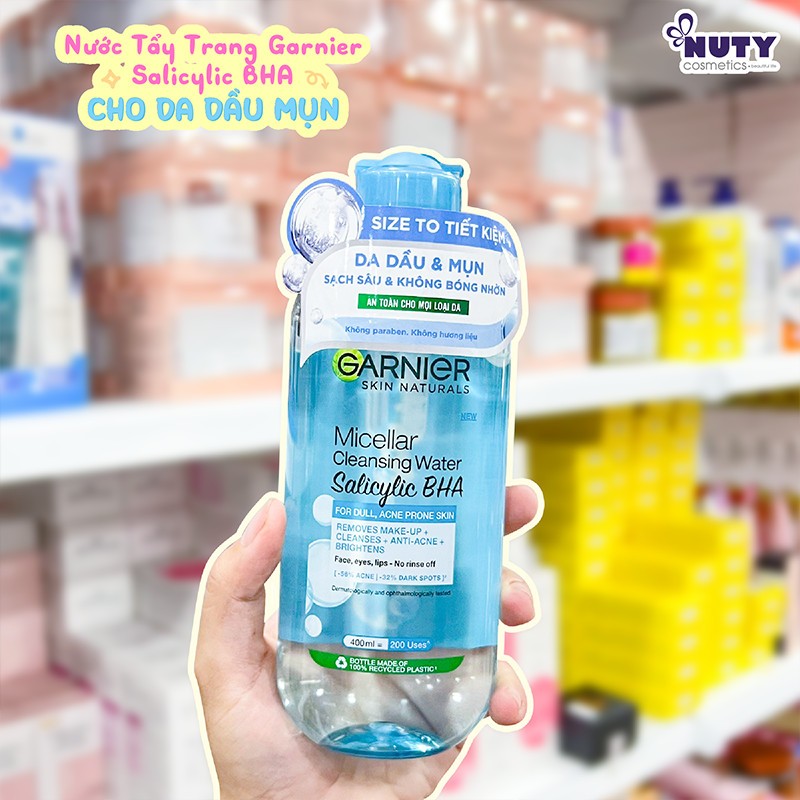 Nước Tẩy Trang Garnier
Salicylic BHA
CHO DA DẦU MỤN
NUTY
cosmetics • beautiful life
SIZE TO TIẾT KIỆM
DA DẦU & MỤN
SẠCH SÂU & KHÔNG BÓNG NHỜN
AN TOÀN CHO MỌI LOẠI DA
Không paraben. Không hương liệu
GARNIER
SKIN NATURALS
NEW
Micellar
Cleansing Water
Salicylic BHA
FOR DULL, ACNE PRONE SKIN
REMOVES MAKE-UP +
CLEANSES + ANTI-ACNE +
BRIGHTENS
Face, eyes, lips - No rinse off
[-56% ACNE | -32% DARK SPOTS]
Dermatologically and ophthalmologically tested
400ml = 200 Uses^
BOTTLE MADE OF
100% RECYCLED PLASTIC